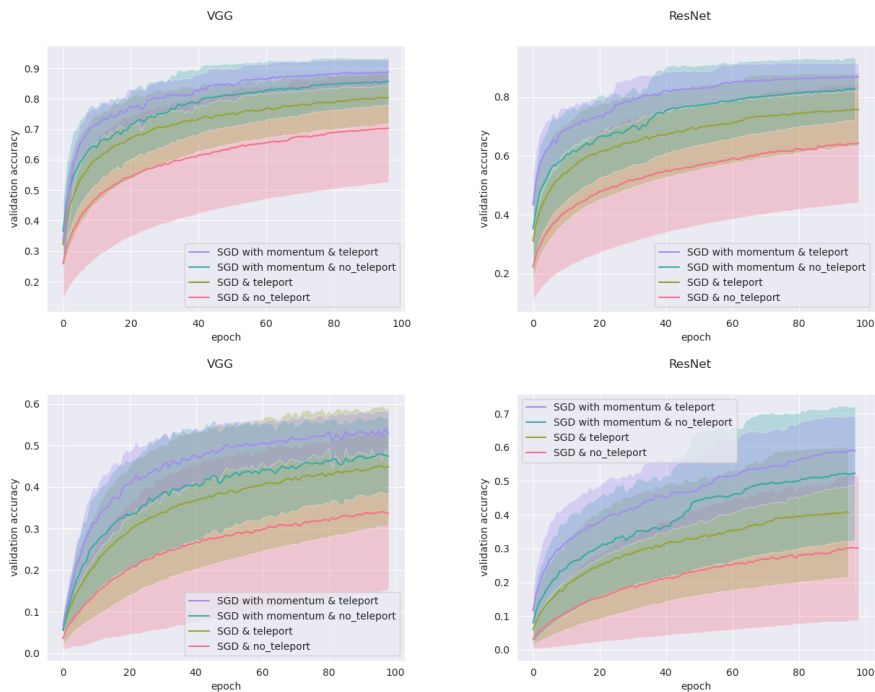 VGG
0.9
0.8
0.7
0.6
0.5
0.4
0.3
0.2
validation accuracy
SGD with momentum & teleport
SGD with momentum & no_teleport
SGD & teleport
SGD & no_teleport
0 20 40 60 80 100
epoch
ResNet
0.8
0.6
0.4
0.2
validation accuracy
SGD with momentum & teleport
SGD with momentum & no_teleport
SGD & teleport
SGD & no_teleport
0 20 40 60 80 100
epoch
VGG
0.6
0.5
0.4
0.3
0.2
0.1
0.0
validation accuracy
SGD with momentum & teleport
SGD with momentum & no_teleport
SGD & teleport
SGD & no_teleport
0 20 40 60 80 100
epoch
ResNet
0.7
0.6
0.5
0.4
0.3
0.2
0.1
0.0
validation accuracy
SGD with momentum & teleport
SGD with momentum & no_teleport
SGD & teleport
SGD & no_teleport
0 20 40 60 80 100
epoch